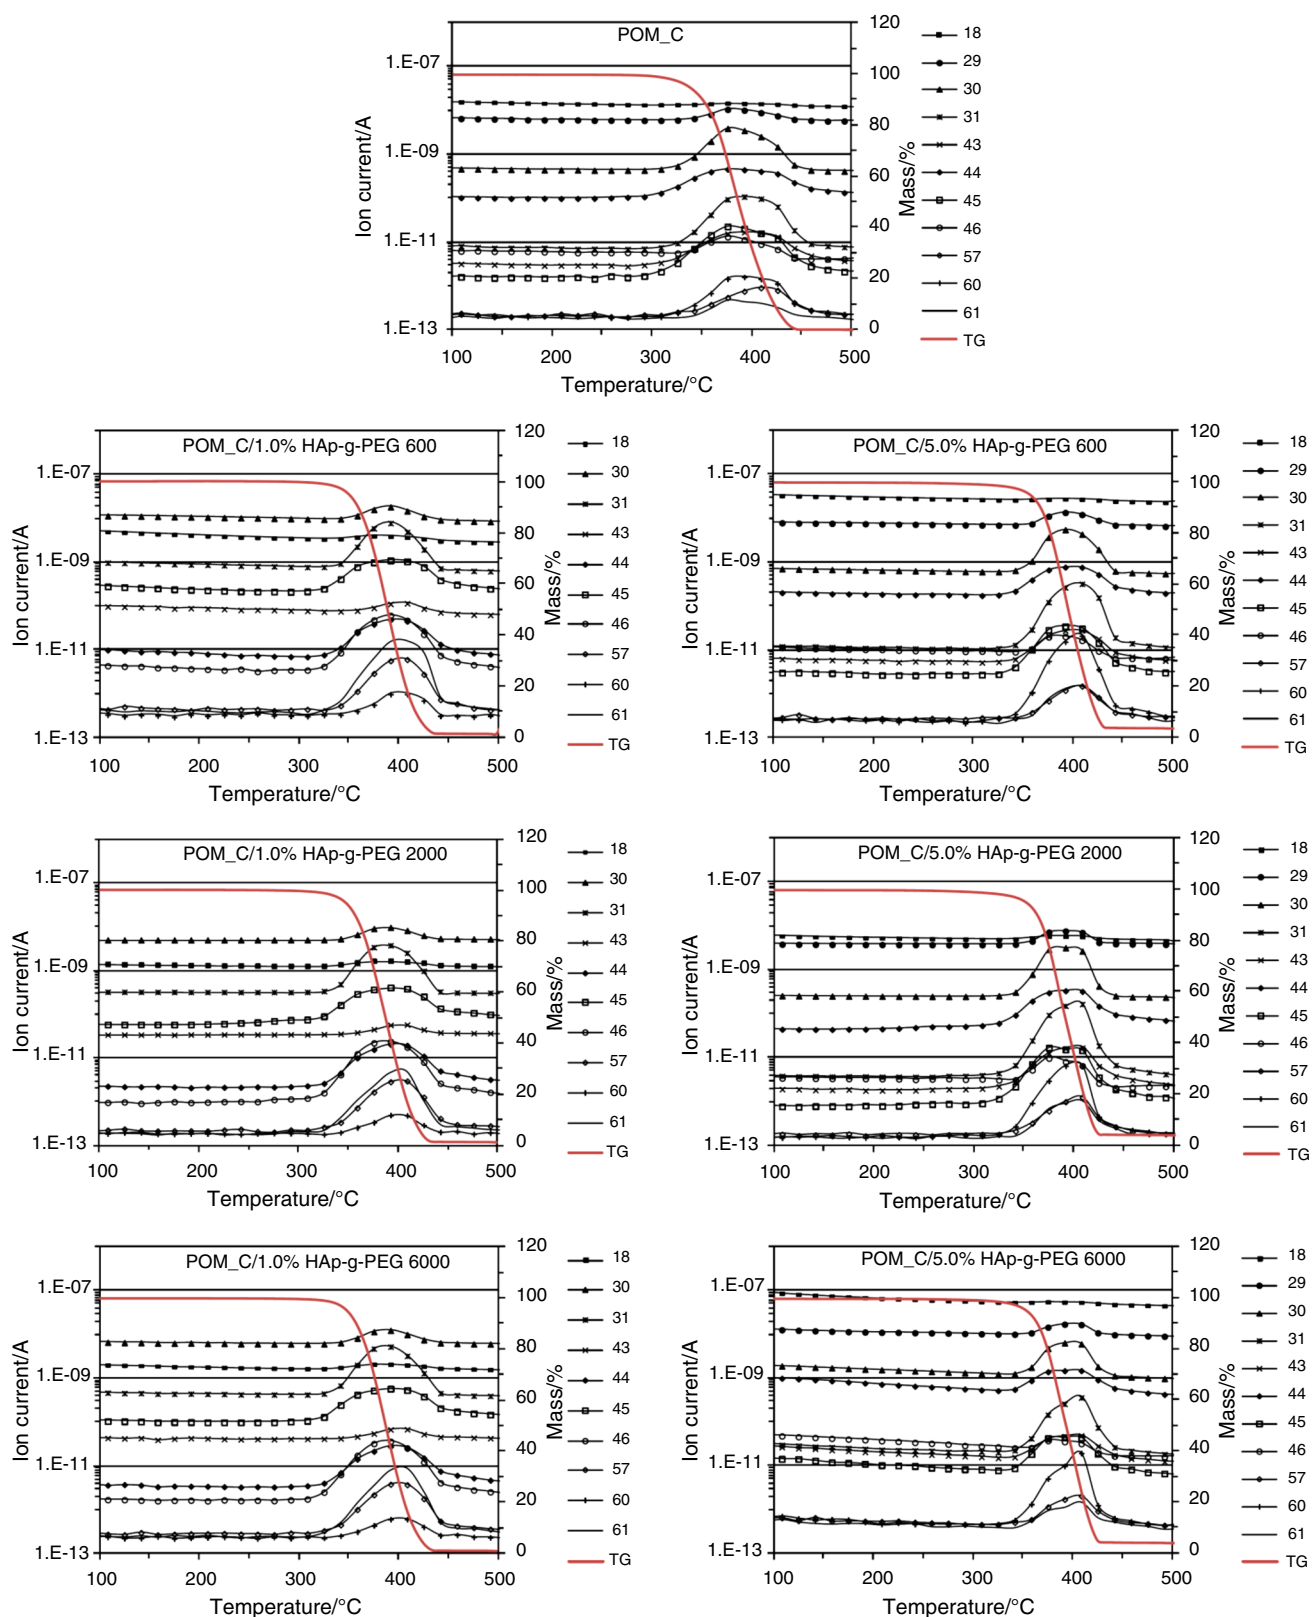 POM_C
Ion current/A
1.E-07
1.E-09
1.E-11
1.E-13
120
100
80
60
40
20
0
Mass/%
100 200 300 400 500
Temperature/°C
18
29
30
31
43
44
45
46
57
60
61
TG
POM_C/1.0% HAp-g-PEG 600
Ion current/A
1.E-07
1.E-09
1.E-11
1.E-13
120
100
80
60
40
20
0
Mass/%
100 200 300 400 500
Temperature/°C
18
30
31
43
44
45
46
57
60
61
TG
POM_C/5.0% HAp-g-PEG 600
Ion current/A
1.E-07
1.E-09
1.E-11
1.E-13
120
100
80
60
40
20
0
Mass/%
100 200 300 400 500
Temperature/°C
18
29
30
31
43
44
45
46
57
60
61
TG
POM_C/1.0% HAp-g-PEG 2000
Ion current/A
1.E-07
1.E-09
1.E-11
1.E-13
120
100
80
60
40
20
0
Mass/%
100 200 300 400 500
Temperature/°C
18
30
31
43
44
45
46
57
60
61
TG
POM_C/5.0% HAp-g-PEG 2000
Ion current/A
1.E-07
1.E-09
1.E-11
1.E-13
120
100
80
60
40
20
0
Mass/%
100 200 300 400 500
Temperature/°C
18
29
30
31
43
44
45
46
57
60
61
TG
POM_C/1.0% HAp-g-PEG 6000
Ion current/A
1.E-07
1.E-09
1.E-11
1.E-13
120
100
80
60
40
20
0
Mass/%
100 200 300 400 500
Temperature/°C
18
30
31
43
44
45
46
57
60
61
TG
POM_C/5.0% HAp-g-PEG 6000
Ion current/A
1.E-07
1.E-09
1.E-11
1.E-13
120
100
80
60
40
20
0
Mass/%
100 200 300 400 500
Temperature/°C
18
29
30
31
43
44
45
46
57
60
61
TG